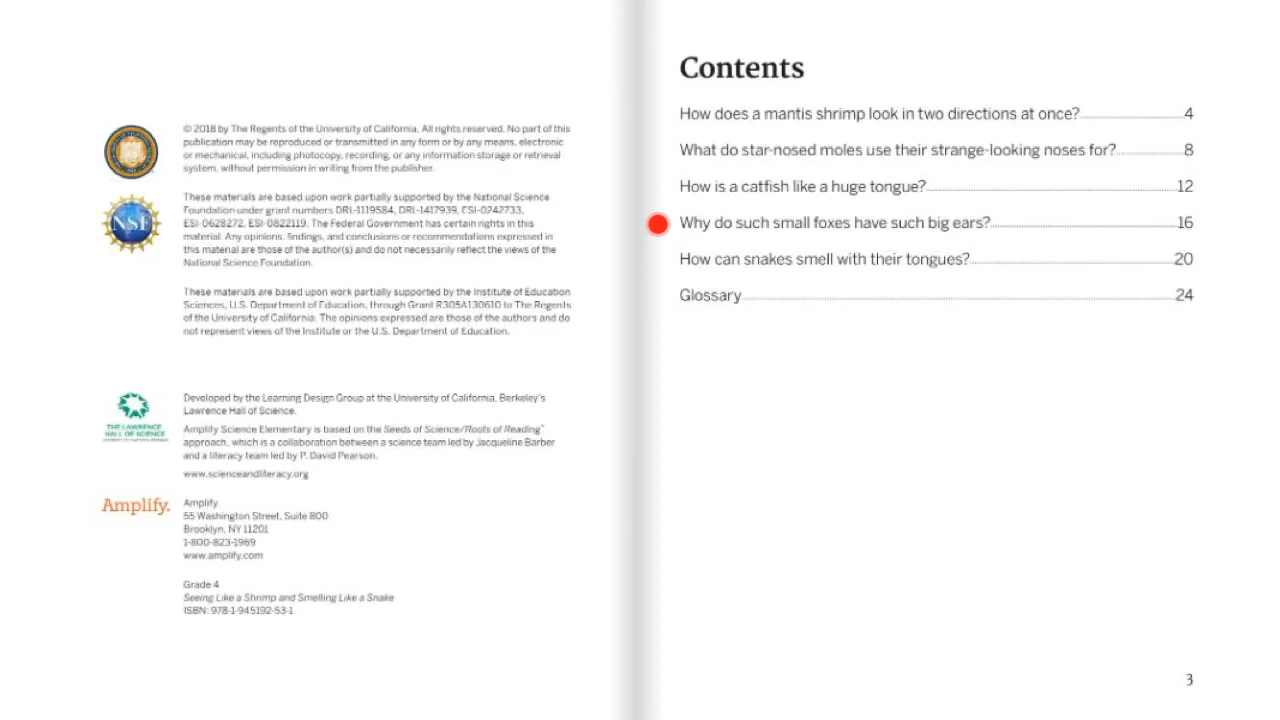 © 2018 by The Regents of the University of California. All rights reserved. No part of this
publication may be reproduced or transmitted in any form or by any means, electronic
or mechanical, including photocopy, recording, or any information storage or retrieval
system, without permission in writing from the publisher.
NSF
These materials are based upon work partially supported by the National Science
Foundation under grant numbers DRL-1119584, DRL-1417939, ESI-0242733,
ESI-0628272, ESI-0822119. The Federal Government has certain rights in this
material. Any opinions, findings, and conclusions or recommendations expressed in
this material are those of the author(s) and do not necessarily reflect the views of the
National Science Foundation.
These materials are based upon work partially supported by the Institute of Education
Sciences, U.S. Department of Education, through Grant R305A130610 to The Regents
of the University of California. The opinions expressed are those of the authors and do
not represent views of the Institute or the U.S. Department of Education.
THE LAWRENCE
HALL OF SCIENCE
Developed by the Learning Design Group at the University of California, Berkeley's
Lawrence Hall of Science.
Amplify Science Elementary is based on the Seeds of Science/Roots of Reading®
approach, which is a collaboration between a science team led by Jacqueline Barber
and a literacy team led by P. David Pearson.
www.scienceandliteracy.org
Amplify.
Amplify.
55 Washington Street, Suite 800
Brooklyn, NY 11201
1-800-823-1969
www.amplify.com
Grade 4
Seeing Like a Shrimp and Smelling Like a Snake
ISBN: 978-1-945192-53-1
Contents
How does a mantis shrimp look in two directions at once? 4
What do star-nosed moles use their strange-looking noses for? 8
How is a catfish like a huge tongue? 12
Why do such small foxes have such big ears? 16
How can snakes smell with their tongues? 20
Glossary 24
3